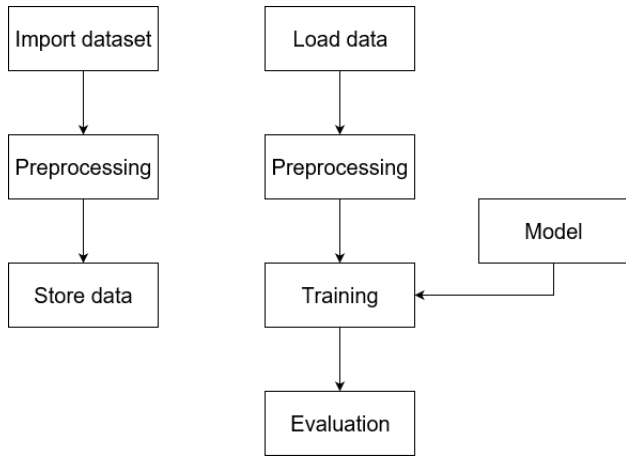 Import dataset
Load data
Preprocessing
Preprocessing
Model
Store data
Training
Evaluation